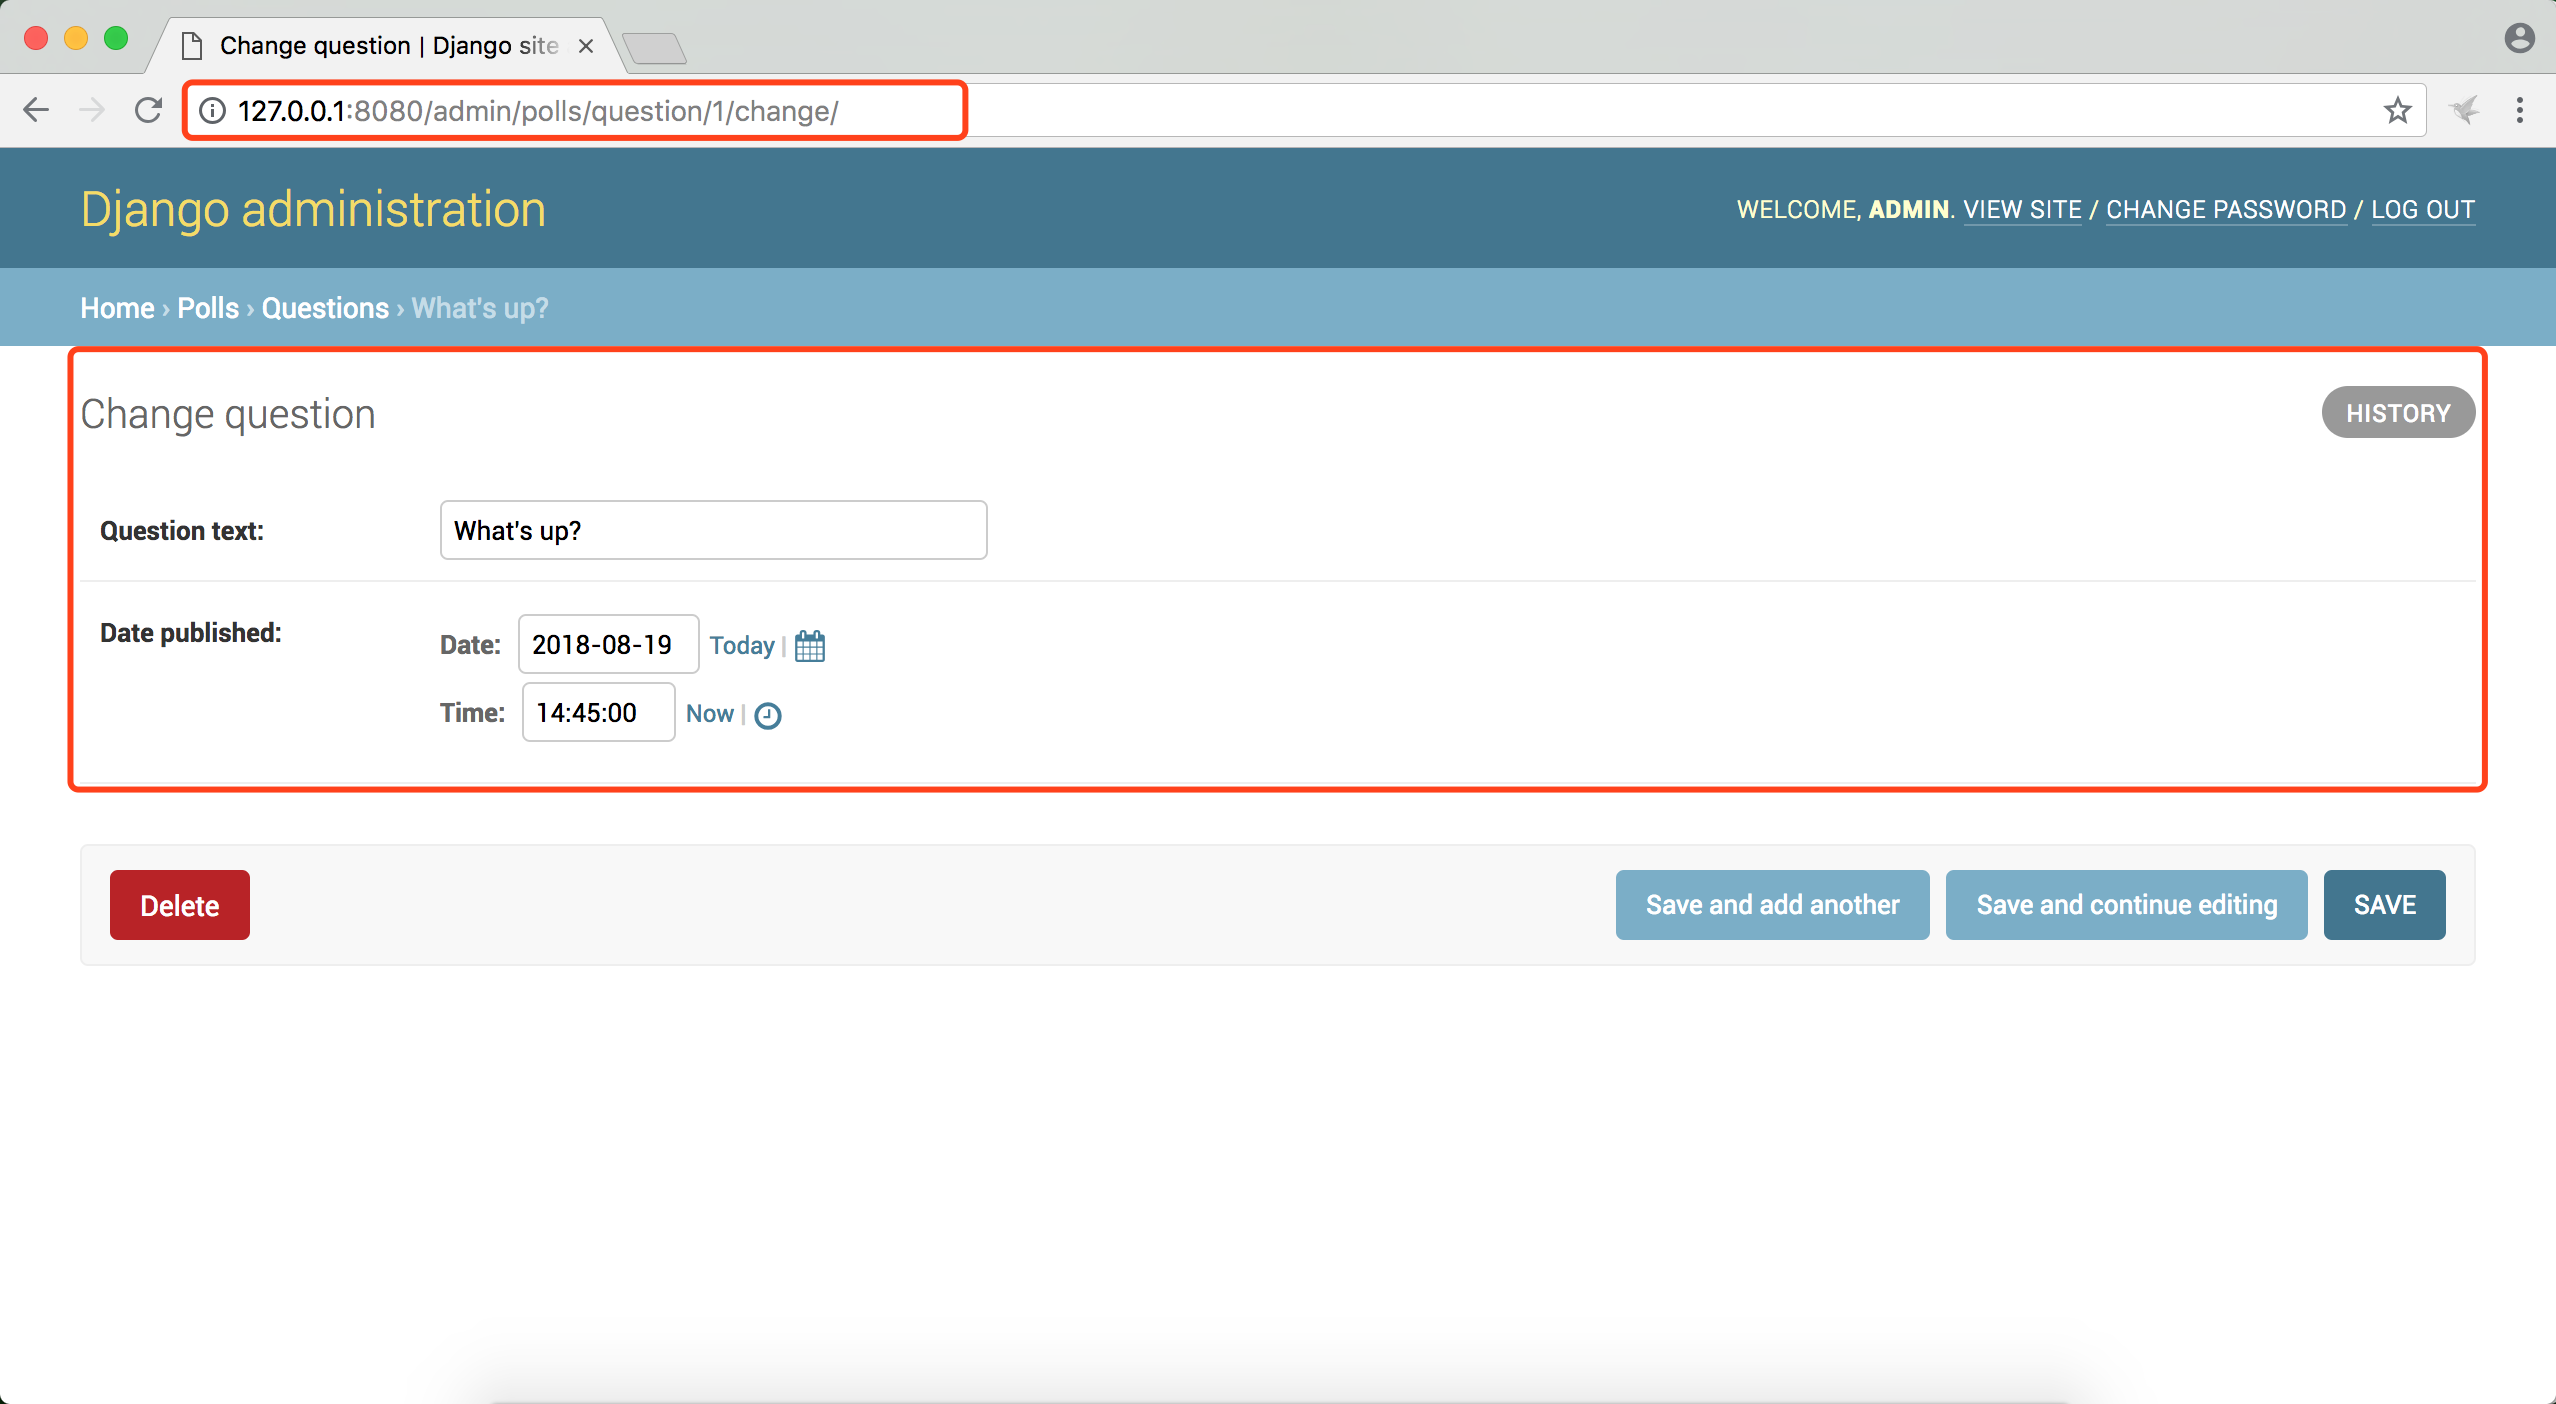 Change question | Django site
127.0.0.1:8080/admin/polls/question/1/change/
Django administration
WELCOME, ADMIN. VIEW SITE / CHANGE PASSWORD / LOG OUT
Home › Polls › Questions › What's up?
Change question
HISTORY
Question text: What's up?
Date published:
Date: 2018-08-19 Today |
Time: 14:45:00 Now |
Delete
Save and add another
Save and continue editing
SAVE